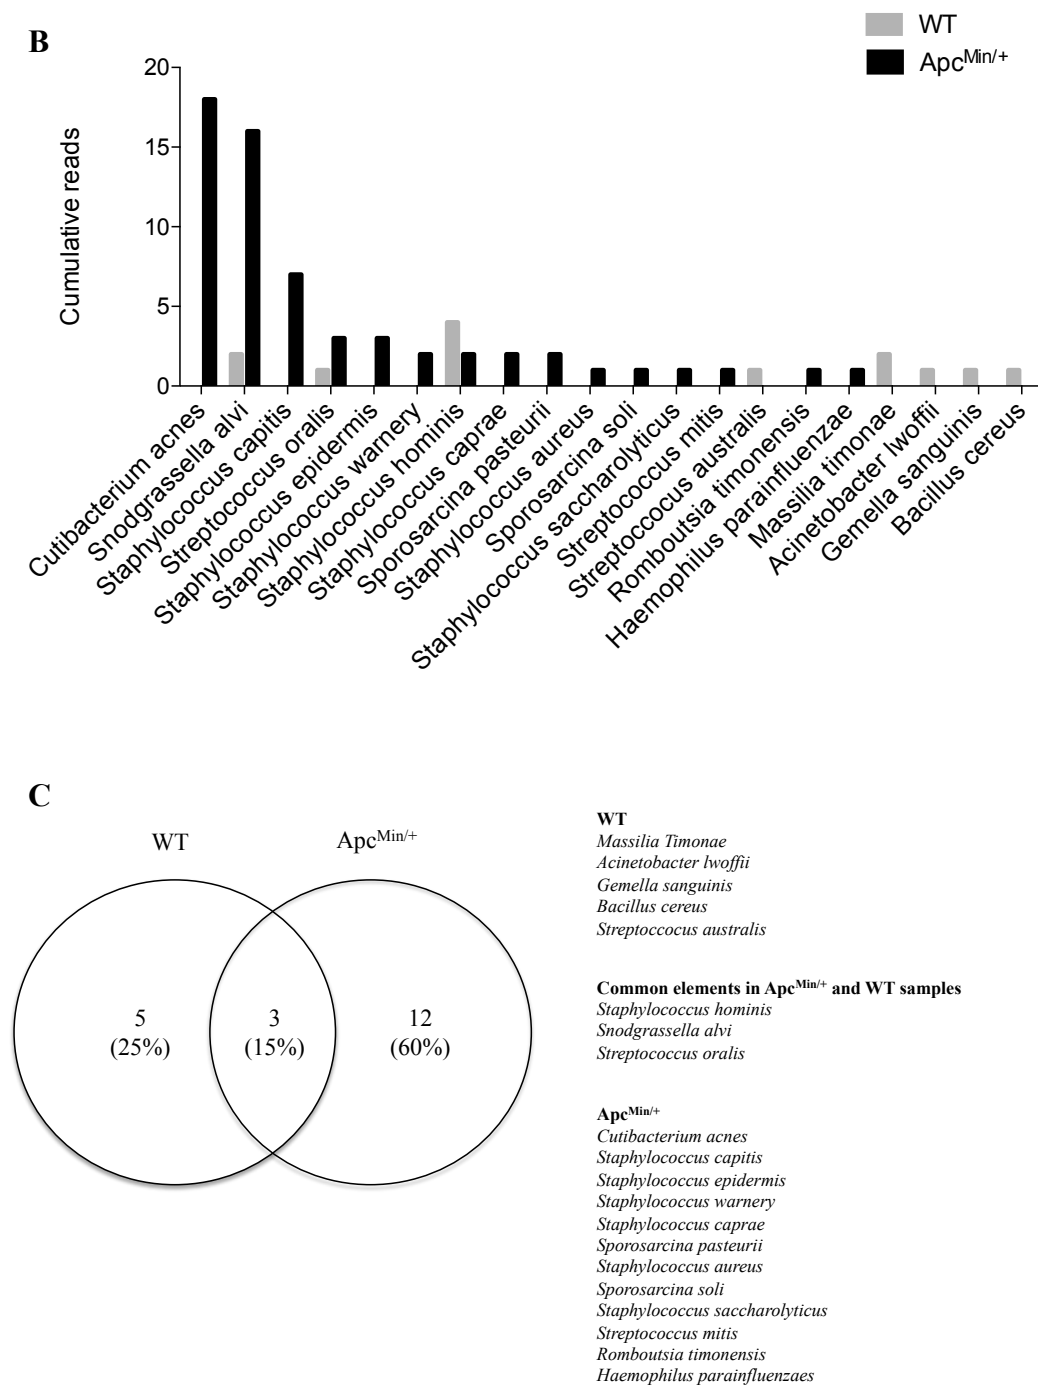 B
WT
Apc^Min/+
Cumulative reads
20
15
10
5
0
Cutibacterium acnes
Snodgrassella alvi
Staphylococcus capitis
Streptococcus oralis
Staphylococcus epidermis
Staphylococcus warnery
Staphylococcus hominis
Staphylococcus caprae
Sporosarcina pasteurii
Staphylococcus aureus
Sporosarcina soli
Staphylococcus saccharolyticus
Streptococcus mitis
Streptococcus australis
Romboutsia timonensis
Haemophilus parainfluenzae
Massilia timonae
Acinetobacter lwoffii
Gemella sanguinis
Bacillus cereus
C
WT
Apc^Min/+
5
(25%)
3
(15%)
12
(60%)
WT
Massilia Timonae
Acinetobacter lwoffii
Gemella sanguinis
Bacillus cereus
Streptoccocus australis
Common elements in Apc^Min/+ and WT samples
Staphylococcus hominis
Snodgrassella alvi
Streptococcus oralis
Apc^Min/+
Cutibacterium acnes
Staphylococcus capitis
Staphylococcus epidermis
Staphylococcus warnery
Staphylococcus caprae
Sporosarcina pasteurii
Staphylococcus aureus
Sporosarcina soli
Staphylococcus saccharolyticus
Streptococcus mitis
Romboutsia timonensis
Haemophilus parainfluenzaes